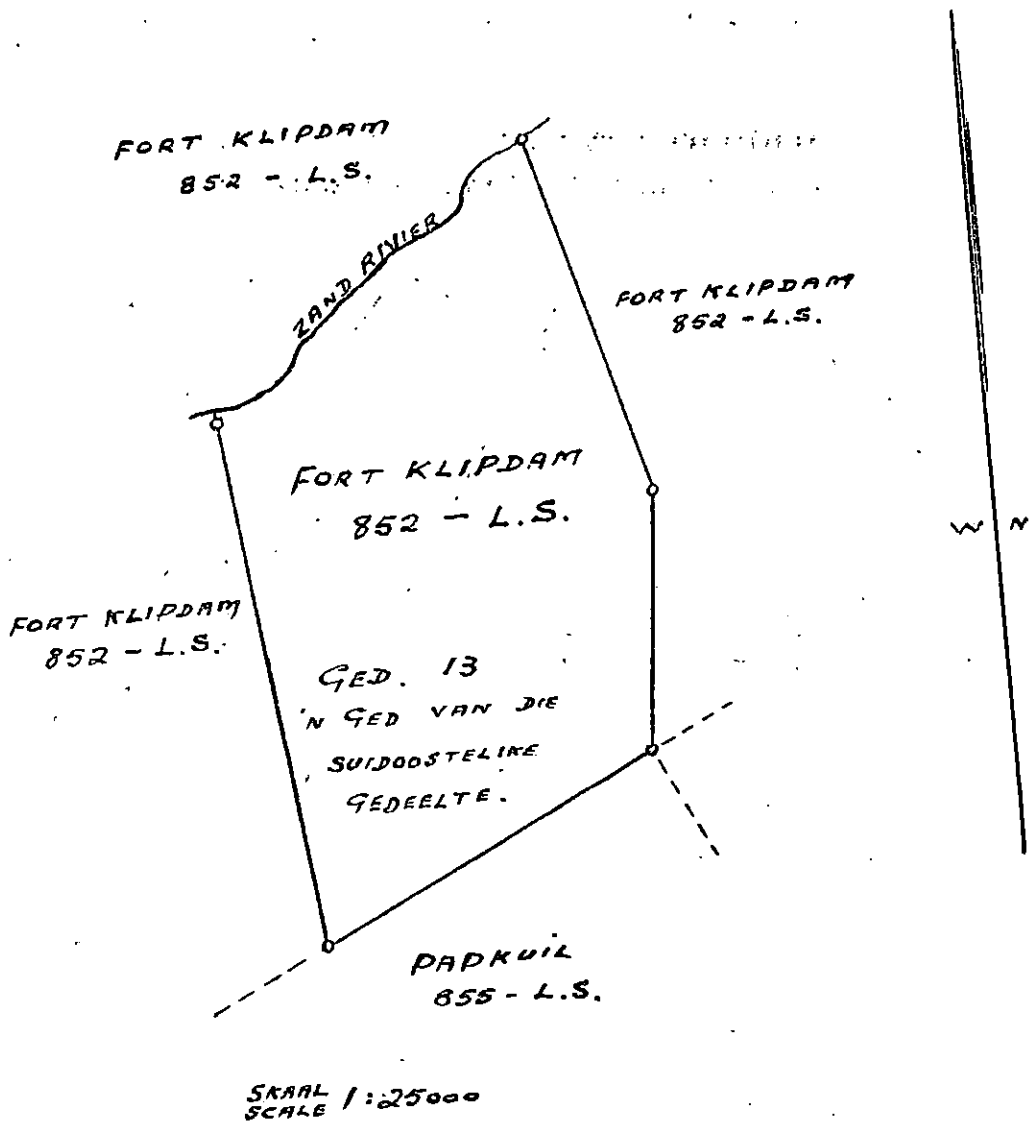 FORT KLIPDAM
852 - L.S.
ZAND RIVIER
FORT KLIPDAM
852 - L.S.
FORT KLIPDAM
852 - L.S.
W N
FORT KLIPDAM
852 - L.S.
GED. 13
'N GED VAN DIE
SUIDOOSTELIKE
GEDEELTE.
PAPKUIL
855 - L.S.
SKAAL
SCALE 1:25000